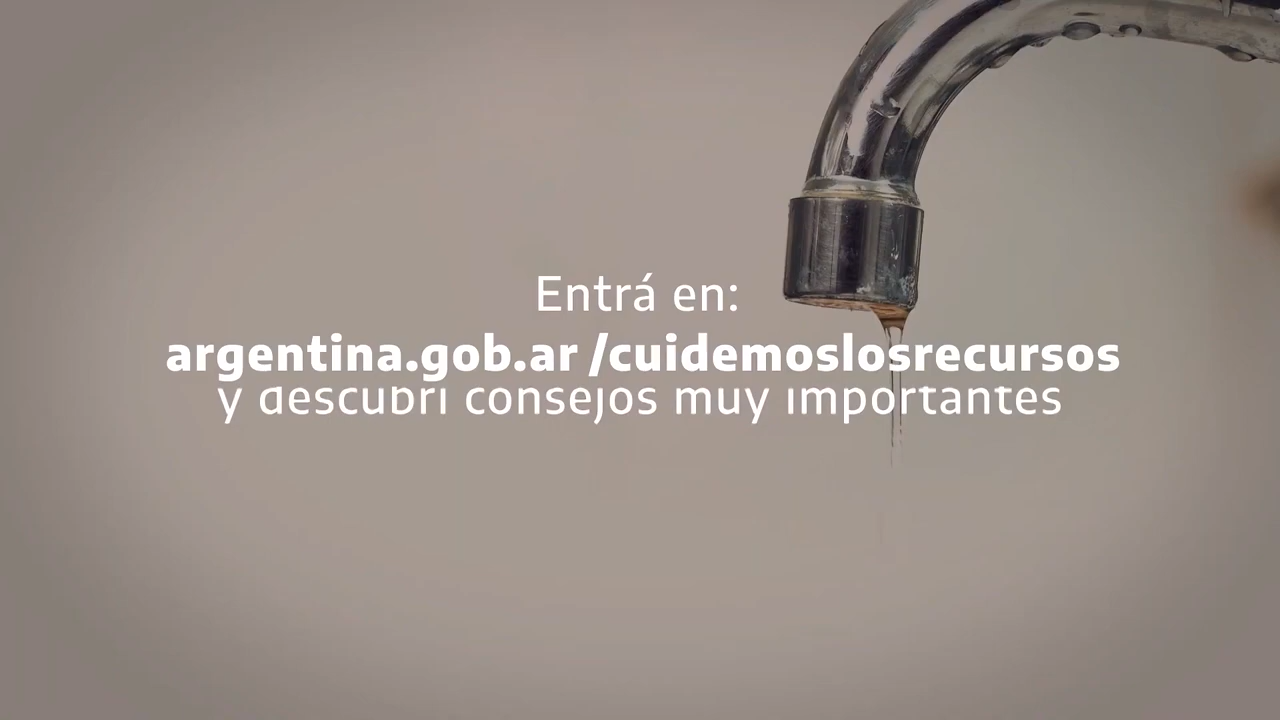 Entrá en:
argentina.gob.ar /cuidemoslosrecursos
y descubrí consejos muy importantes